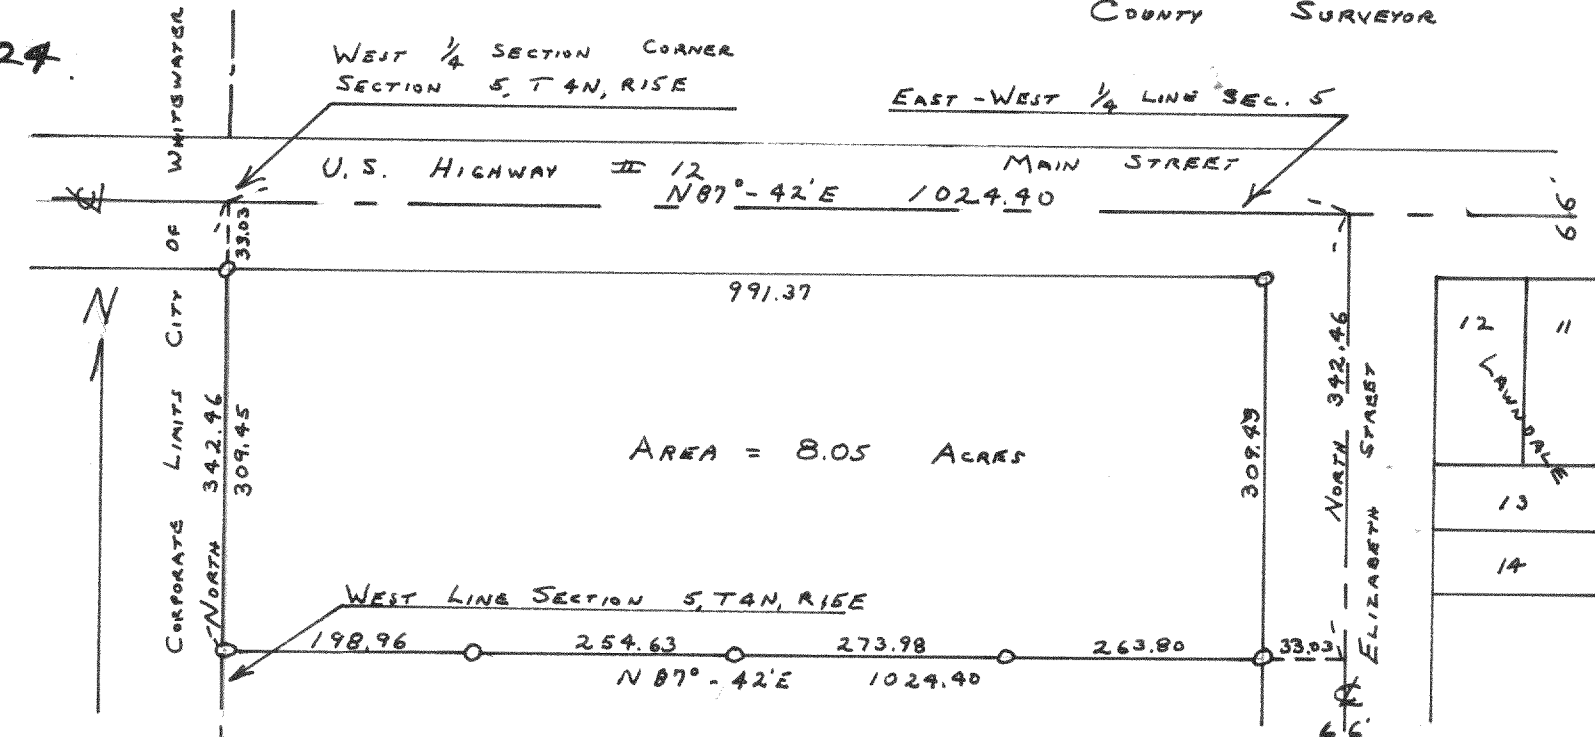 COUNTY SURVEYOR
24.
WEST 1/4 SECTION CORNER
SECTION 5, T 4N, R15E
EAST-WEST 1/4 LINE SEC. 5
U.S. HIGHWAY # 12 MAIN STREET
N 87°-42'E 1024.40
66'
33.03
991.37
N
CORPORATE LIMITS CITY OF WHITEWATER
NORTH 342.46
309.45
AREA = 8.05 ACRES
309.45
NORTH 342.46
ELIZABETH STREET
12
11
LAWNDALE
13
14
WEST LINE SECTION 5, T4N, R15E
198.96 254.63 273.98 263.80 33.03
N 87°-42'E 1024.40
66'